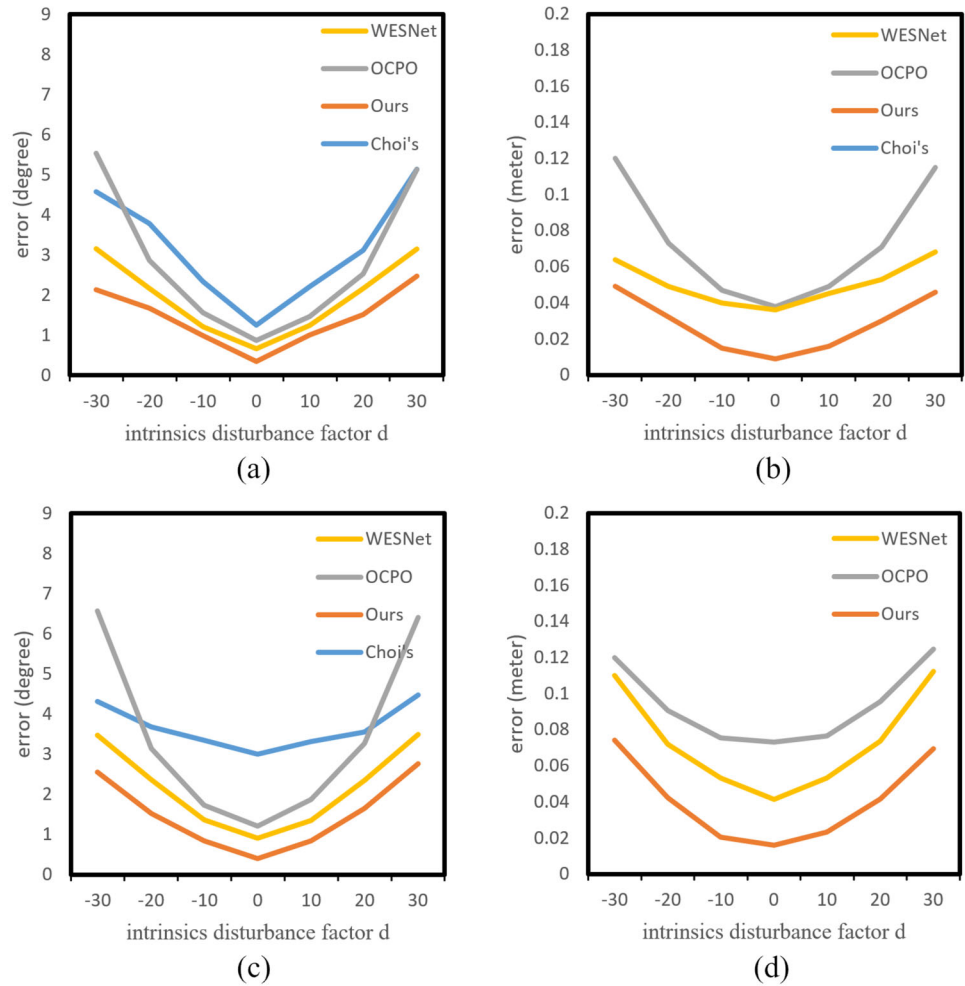 9
8
7
6
5
4
3
2
1
0
error (degree)
WESNet
OCPO
Ours
Choi's
-30 -20 -10 0 10 20 30
intrinsics disturbance factor d
(a)
0.2
0.18
0.16
0.14
0.12
0.1
0.08
0.06
0.04
0.02
0
error (meter)
WESNet
OCPO
Ours
Choi's
-30 -20 -10 0 10 20 30
intrinsics disturbance factor d
(b)
9
8
7
6
5
4
3
2
1
0
error (degree)
WESNet
OCPO
Ours
Choi's
-30 -20 -10 0 10 20 30
intrinsics disturbance factor d
(c)
0.2
0.18
0.16
0.14
0.12
0.1
0.08
0.06
0.04
0.02
0
error (meter)
WESNet
OCPO
Ours
-30 -20 -10 0 10 20 30
intrinsics disturbance factor d
(d)